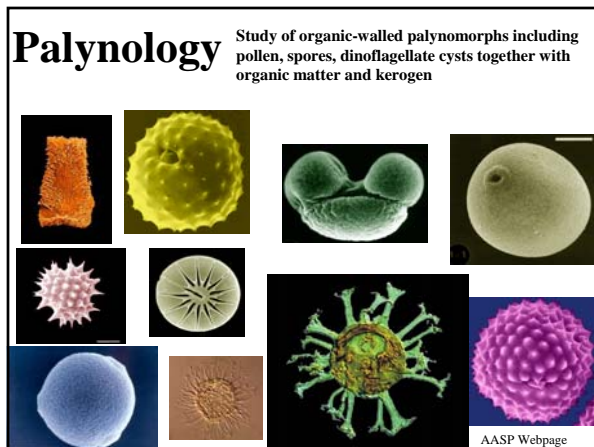 Palynology
Study of organic-walled palynomorphs including
pollen, spores, dinoflagellate cysts together with
organic matter and kerogen
AASP Webpage